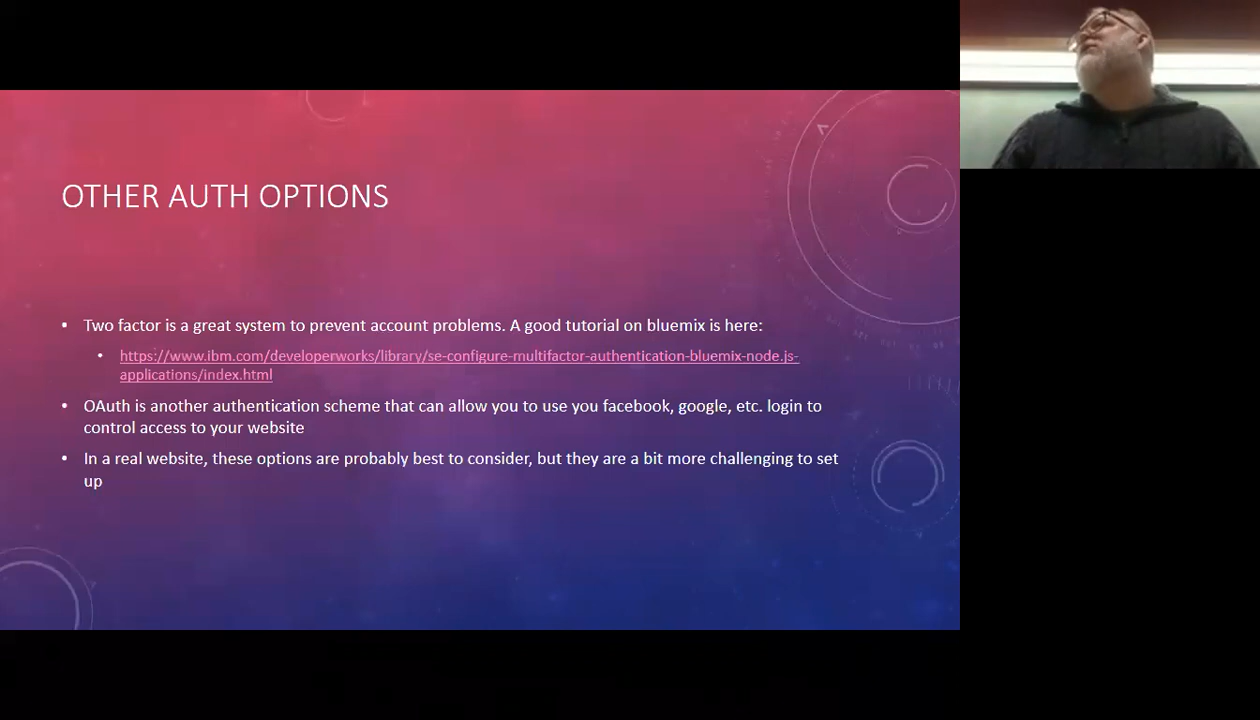 OTHER AUTH OPTIONS
• Two factor is a great system to prevent account problems. A good tutorial on bluemix is here:
• https://www.ibm.com/developerworks/library/se-configure-multifactor-authentication-bluemix-node.js-
applications/index.html
• OAuth is another authentication scheme that can allow you to use you facebook, google, etc. login to
control access to your website
• In a real website, these options are probably best to consider, but they are a bit more challenging to set
up